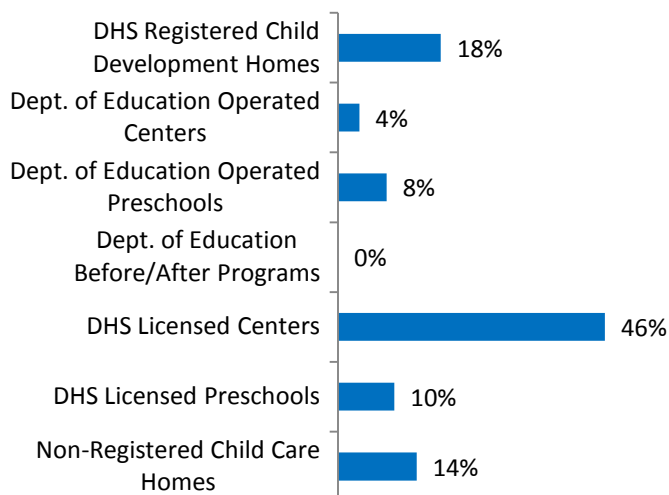 DHS Registered Child
Development Homes
18%
Dept. of Education Operated
Centers
4%
Dept. of Education Operated
Preschools
8%
Dept. of Education
Before/After Programs
0%
DHS Licensed Centers
46%
DHS Licensed Preschools
10%
Non-Registered Child Care
Homes
14%